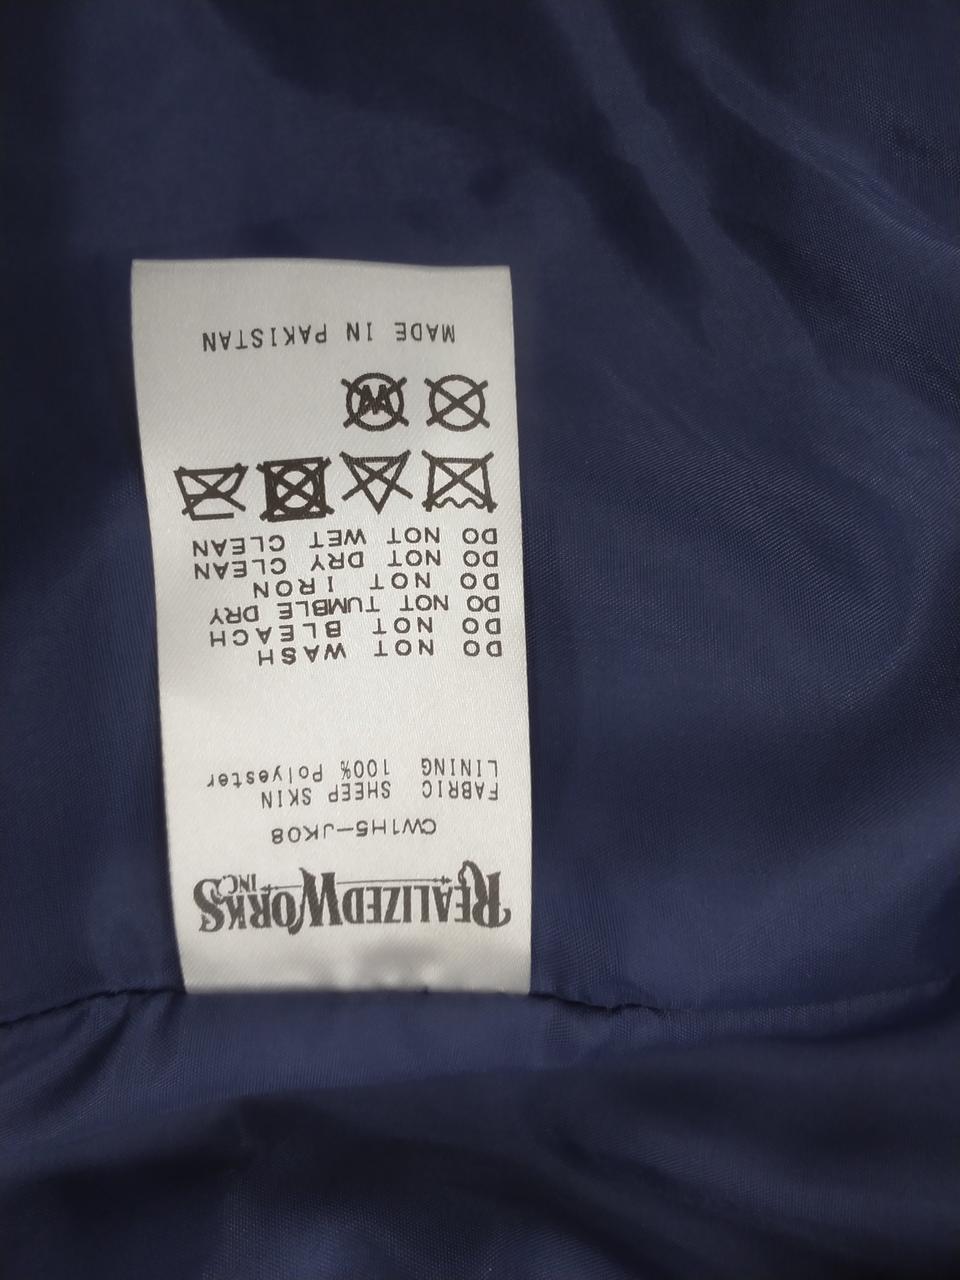 REALIZEDWORKS INC.
CW1H5-JK08
FABRIC SHEEP SKIN
LINING 100% Polyester
DO NOT WASH
DO NOT BLEACH
DO NOT TUMBLE DRY
DO NOT IRON
DO NOT DRY CLEAN
DO NOT WET CLEAN
W
MADE IN PAKISTAN